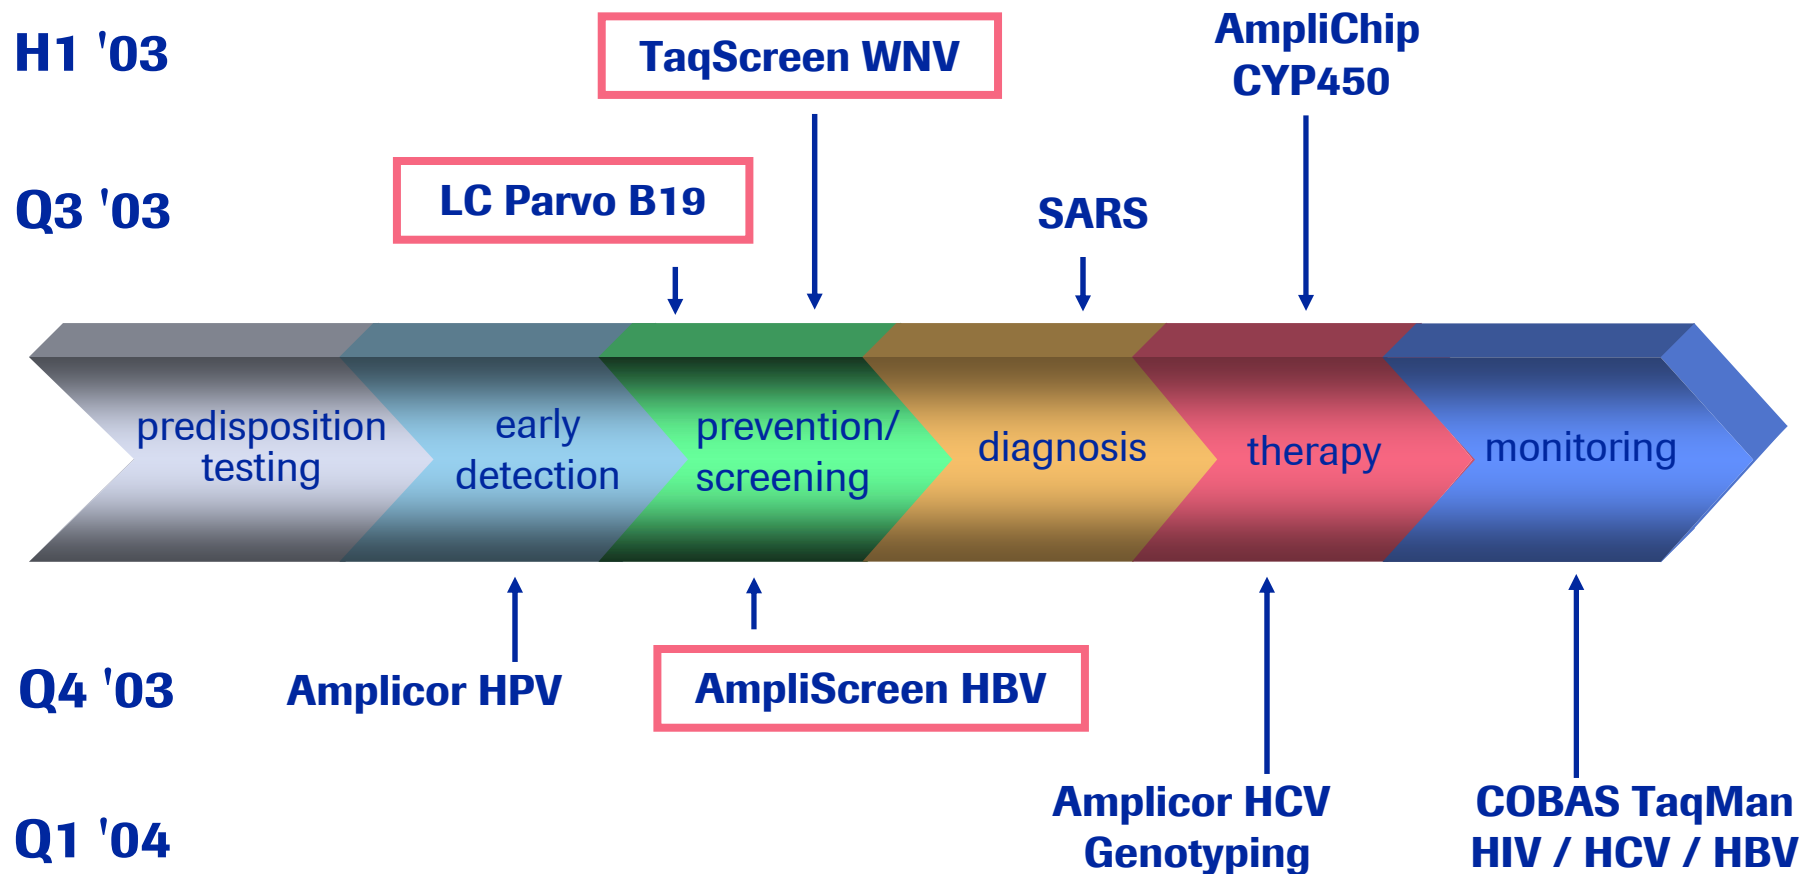 H1 '03
TaqScreen WNV
AmpliChip
CYP450
Q3 '03
LC Parvo B19
SARS
predisposition
testing
early
detection
prevention/
screening
diagnosis
therapy
monitoring
Q4 '03
Amplicor HPV
AmpliScreen HBV
Q1 '04
Amplicor HCV
Genotyping
COBAS TaqMan
HIV / HCV / HBV